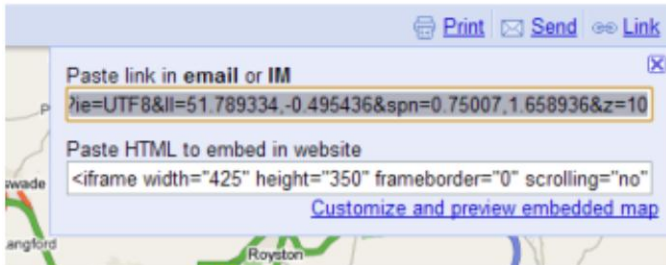 Print Send Link
Paste link in email or IM
?ie=UTF8&ll=51.789334,-0.495436&spn=0.75007,1.658936&z=10
Paste HTML to embed in website
<iframe width="425" height="350" frameborder="0" scrolling="no"
Customize and preview embedded map
swade
angford
Royston